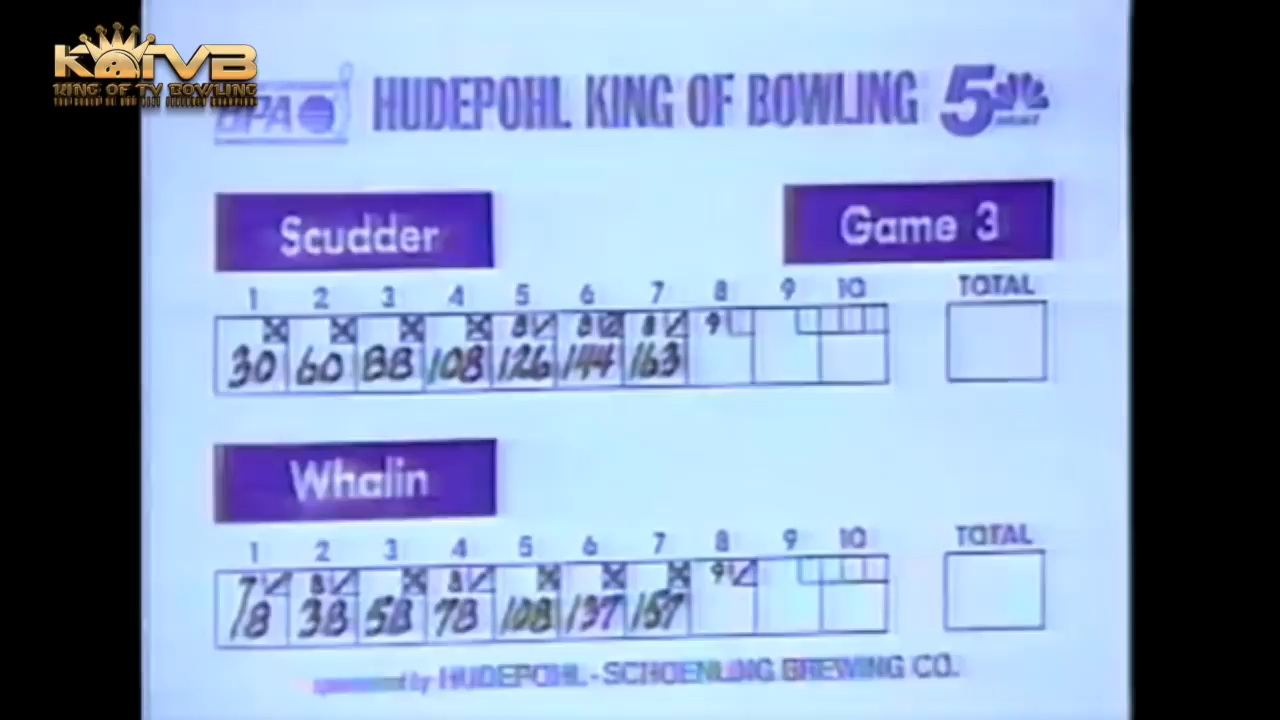 KOTVB
KING OF TV BOWLING
BPA HUDEPOHL KING OF BOWLING 5
Scudder Game 3
1 2 3 4 5 6 7 8 9 10 TOTAL
X X X X 8/ 8/ 8/ 9
30 60 88 108 126 144 163
Whalin
1 2 3 4 5 6 7 8 9 10 TOTAL
7/ 8/ X 8/ X X X 9/
18 38 58 78 108 137 157
sponsored by HUDEPOHL-SCHOENLING BREWING CO.